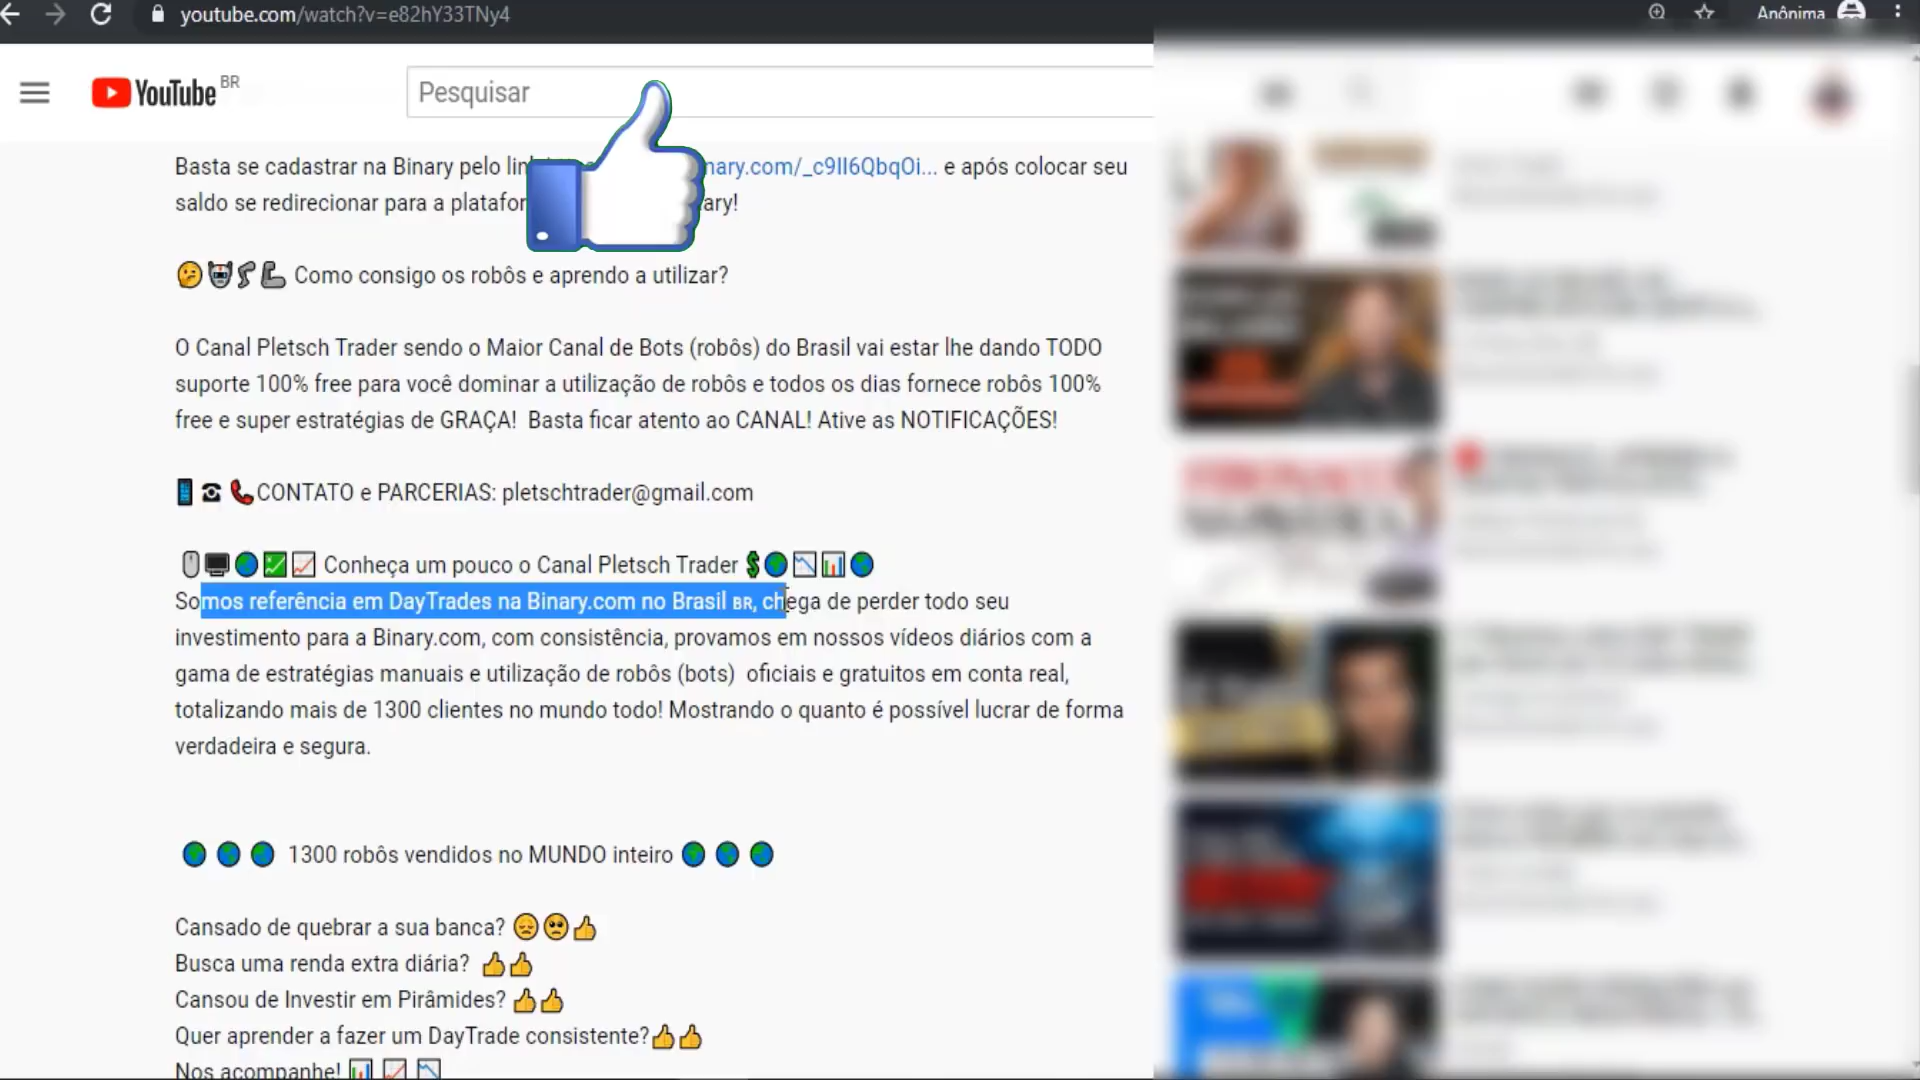 youtube.com/watch?v=e82hY33TNy4
Anônima
YouTube BR
Pesquisar
Basta se cadastrar na Binary pelo nary.com/_c9II6QbqOi... e após colocar seu
saldo se redirecionar para a ary!
Como consigo os robôs e aprendo a utilizar?
O Canal Pletsch Trader sendo o Maior Canal de Bots (robôs) do Brasil vai estar lhe dando TODO
suporte 100% free para você dominar a utilização de robôs e todos os dias fornece robôs 100%
free e super estratégias de GRAÇA! Basta ficar atento ao CANAL! Ative as NOTIFICAÇÕES!
CONTATO e PARCERIAS: pletschtrader@gmail.com
Conheça um pouco o Canal Pletsch Trader
Somos referência em DayTrades na Binary.com no Brasil BR, chega de perder todo seu
investimento para a Binary.com, com consistência, provamos em nossos vídeos diários com a
gama de estratégias manuais e utilização de robôs (bots) oficiais e gratuitos em conta real,
totalizando mais de 1300 clientes no mundo todo! Mostrando o quanto é possível lucrar de forma
verdadeira e segura.
1300 robôs vendidos no MUNDO inteiro
Cansado de quebrar a sua banca?
Busca uma renda extra diária?
Cansou de Investir em Pirâmides?
Quer aprender a fazer um DayTrade consistente?
Nos acompanhe!